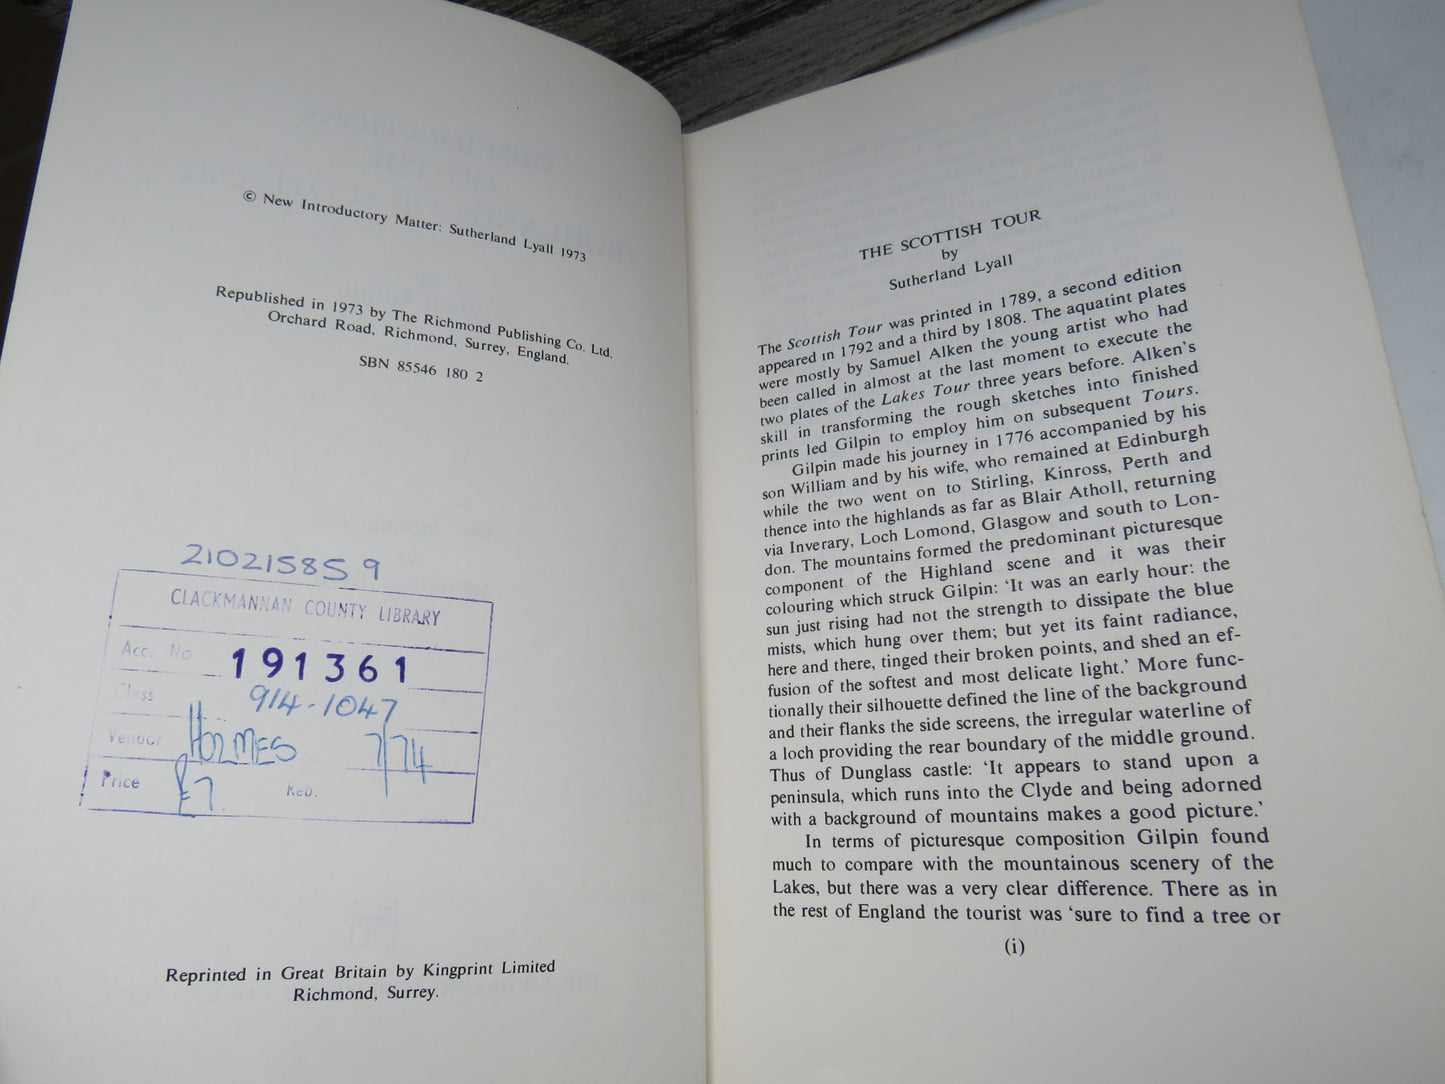 © New Introductory Matter: Sutherland Lyall 1973
Republished in 1973 by The Richmond Publishing Co. Ltd.
Orchard Road, Richmond, Surrey, England.
SBN 85546 180 2
210215859
CLACKMANNAN COUNTY LIBRARY
Acc. No 191361
Class 914-1047
Vendor HOLMES 7/74
Price £7. Reb.
Reprinted in Great Britain by Kingprint Limited
Richmond, Surrey.
THE SCOTTISH TOUR
by
Sutherland Lyall
The Scottish Tour was printed in 1789, a second edition
appeared in 1792 and a third by 1808. The aquatint plates
were mostly by Samuel Alken the young artist who had
been called in almost at the last moment to execute the
two plates of the Lakes Tour three years before. Alken's
skill in transforming the rough sketches into finished
prints led Gilpin to employ him on subsequent Tours.
Gilpin made his journey in 1776 accompanied by his
son William and by his wife, who remained at Edinburgh
while the two went on to Stirling, Kinross, Perth and
thence into the highlands as far as Blair Atholl, returning
via Inverary, Loch Lomond, Glasgow and south to Lon-
don. The mountains formed the predominant picturesque
component of the Highland scene and it was their
colouring which struck Gilpin: 'It was an early hour: the
sun just rising had not the strength to dissipate the blue
mists, which hung over them; but yet its faint radiance,
here and there, tinged their broken points, and shed an ef-
fusion of the softest and most delicate light.' More func-
tionally their silhouette defined the line of the background
and their flanks the side screens, the irregular waterline of
a loch providing the rear boundary of the middle ground.
Thus of Dunglass castle: 'It appears to stand upon a
peninsula, which runs into the Clyde and being adorned
with a background of mountains makes a good picture.'
In terms of picturesque composition Gilpin found
much to compare with the mountainous scenery of the
Lakes, but there was a very clear difference. There as in
the rest of England the tourist was 'sure to find a tree or
(i)